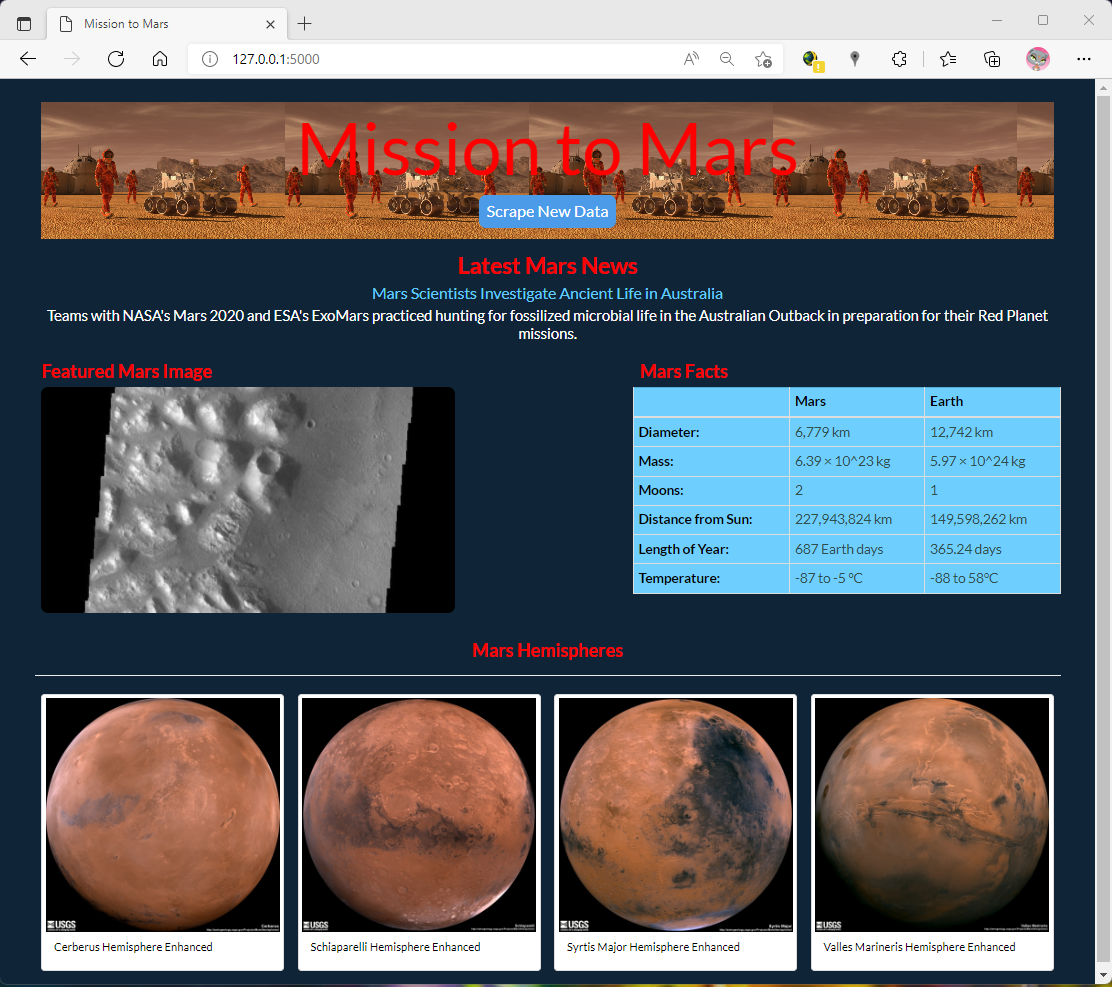 Mission to Mars
127.0.0.1:5000
Mission to Mars
Scrape New Data
Latest Mars News
Mars Scientists Investigate Ancient Life in Australia
Teams with NASA's Mars 2020 and ESA's ExoMars practiced hunting for fossilized microbial life in the Australian Outback in preparation for their Red Planet
missions.
Featured Mars Image
Mars Facts
Mars Earth
Diameter: 6,779 km 12,742 km
Mass: 6.39 × 10^23 kg 5.97 × 10^24 kg
Moons: 2 1
Distance from Sun: 227,943,824 km 149,598,262 km
Length of Year: 687 Earth days 365.24 days
Temperature: -87 to -5 °C -88 to 58°C
Mars Hemispheres
USGS Cerberus
USGS Schiaparelli
USGS Syrtis Major
USGS Valles Marineris
Cerberus Hemisphere Enhanced
Schiaparelli Hemisphere Enhanced
Syrtis Major Hemisphere Enhanced
Valles Marineris Hemisphere Enhanced